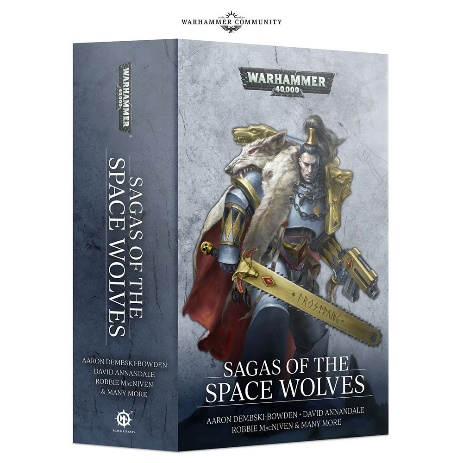 WARHAMMER COMMUNITY
WARHAMMER
40,000
SAGAS OF THE
SPACE WOLVES
AARON DEMBSKI-BOWDEN
DAVID ANNANDALE
ROBBIE MACNIVEN
& MANY MORE
WARHAMMER
40,000
SAGAS OF THE
SPACE WOLVES
AARON DEMBSKI-BOWDEN · DAVID ANNANDALE
ROBBIE MACNIVEN & MANY MORE